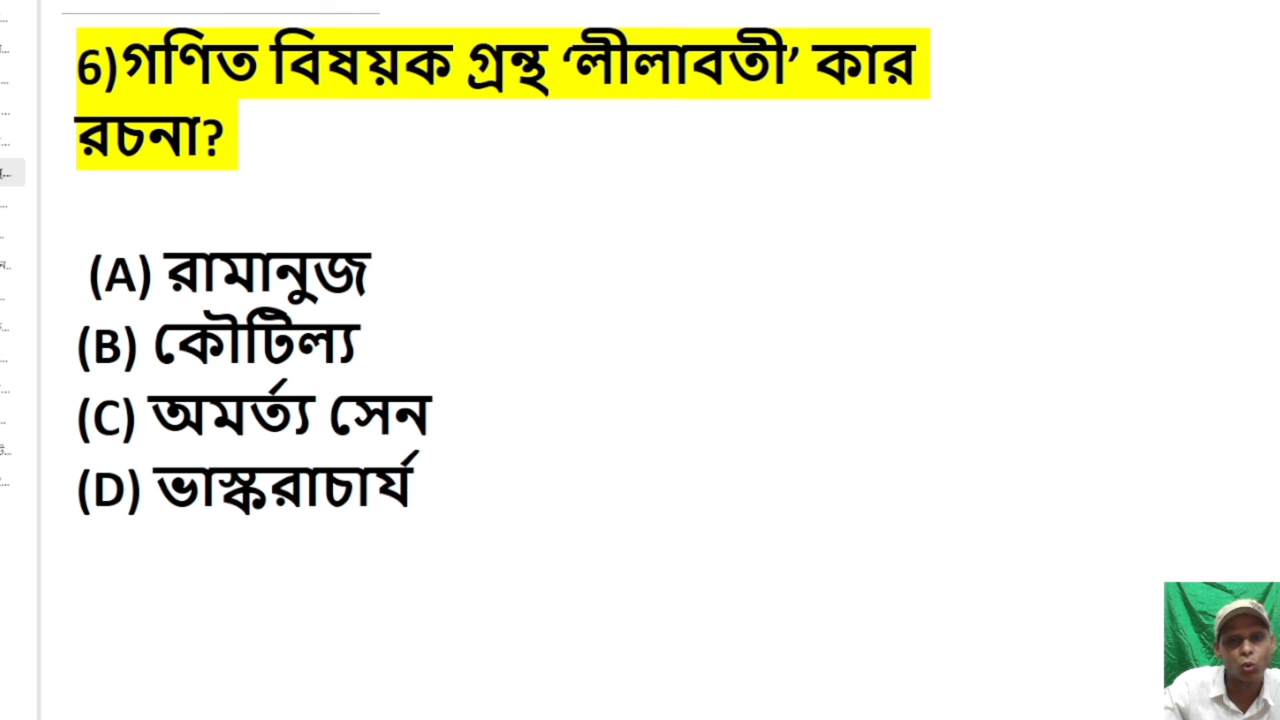 6)গণিত বিষয়ক গ্রন্থ ‘লীলাবতী’ কার
রচনা?
(A) রামানুজ
(B) কৌটিল্য
(C) অমর্ত্য সেন
(D) ভাস্করাচার্য